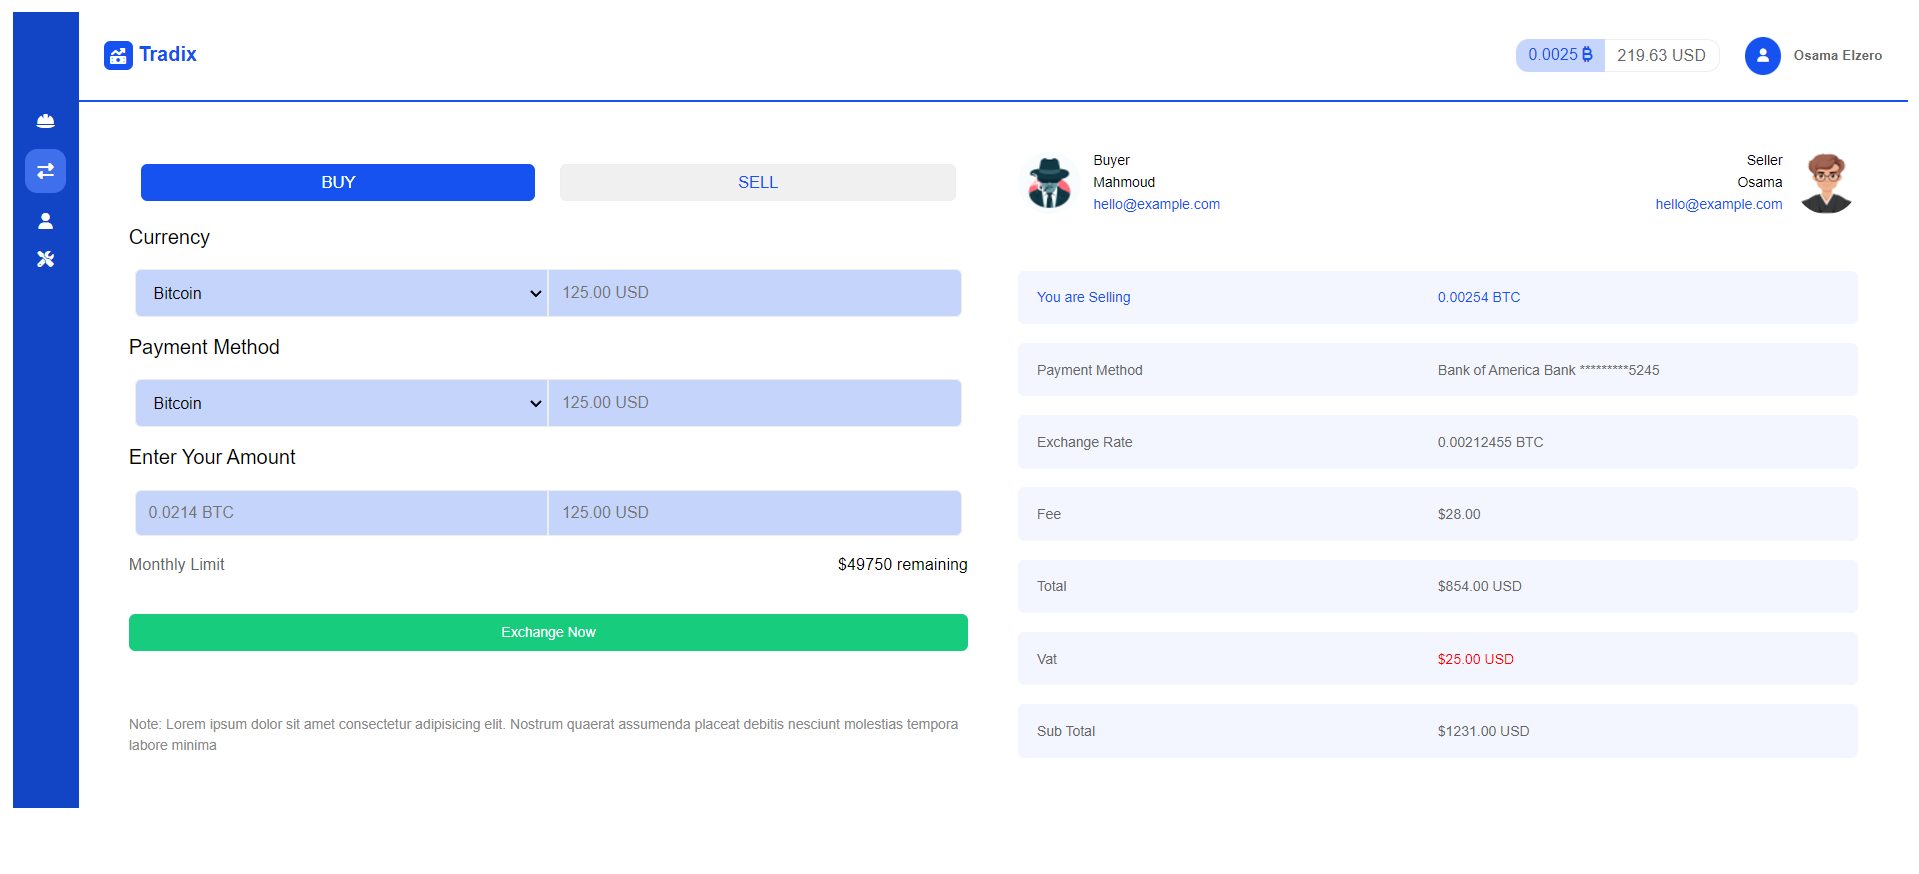 Tradix
0.0025
219.63 USD
Osama Elzero
BUY
SELL
Currency
Bitcoin
125.00 USD
Payment Method
Bitcoin
125.00 USD
Enter Your Amount
0.0214 BTC
125.00 USD
Monthly Limit
$49750 remaining
Exchange Now
Note: Lorem ipsum dolor sit amet consectetur adipisicing elit. Nostrum quaerat assumenda placeat debitis nesciunt molestias tempora
labore minima
Buyer
Mahmoud
hello@example.com
Seller
Osama
hello@example.com
You are Selling
0.00254 BTC
Payment Method
Bank of America Bank *********5245
Exchange Rate
0.00212455 BTC
Fee
$28.00
Total
$854.00 USD
Vat
$25.00 USD
Sub Total
$1231.00 USD